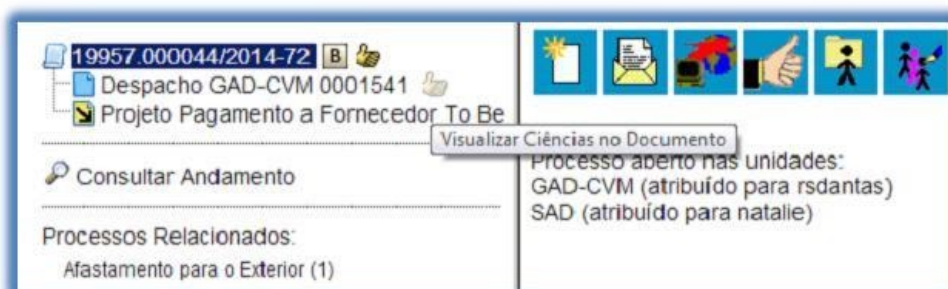 19957.000044/2014-72 B
Despacho GAD-CVM 0001541
Projeto Pagamento a Fornecedor To Be
Visualizar Ciências no Documento
Consultar Andamento
Processos Relacionados:
Afastamento para o Exterior (1)
Processo aberto nas unidades:
GAD-CVM (atribuído para rsdantas)
SAD (atribuído para natalie)